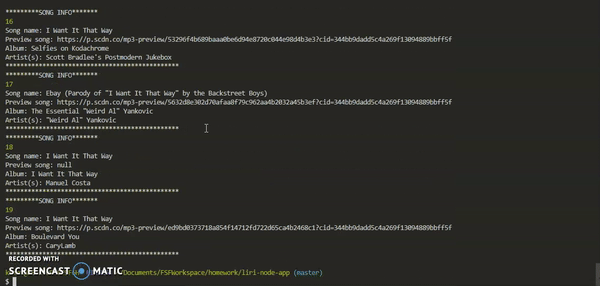 *********SONG INFO*******
16
Song name: I Want It That Way
Preview song: https://p.scdn.co/mp3-preview/53296f4b689baaa0be6d94e8720c044e98d4b3e3?cid=344bb9dadd5c4a269f13094889bbff5f
Album: Selfies on Kodachrome
Artist(s): Scott Bradlee's Postmodern Jukebox
***********************************************
*********SONG INFO*******
17
Song name: Ebay (Parody of "I Want It That Way" by the Backstreet Boys)
Preview song: https://p.scdn.co/mp3-preview/5632d8e302d70afaa8f79c962aa4b2032a45b3ef?cid=344bb9dadd5c4a269f13094889bbff5f
Album: The Essential "Weird Al" Yankovic
Artist(s): "Weird Al" Yankovic
***********************************************
*********SONG INFO*******
18
Song name: I Want It That Way
Preview song: null
Album: I Want It That Way
Artist(s): Manuel Costa
***********************************************
*********SONG INFO*******
19
Song name: I Want It That Way
Preview song: https://p.scdn.co/mp3-preview/ed9bd0373718a854f14712fd722d65ca4b2468c1?cid=344bb9dadd5c4a269f13094889bbff5f
Album: Boulevard You
Artist(s): CaryLamb
***********************************************
RECORDED WITH
SCREENCAST MATIC
Documents/FSFWorkspace/homework/liri-node-app (master)
$